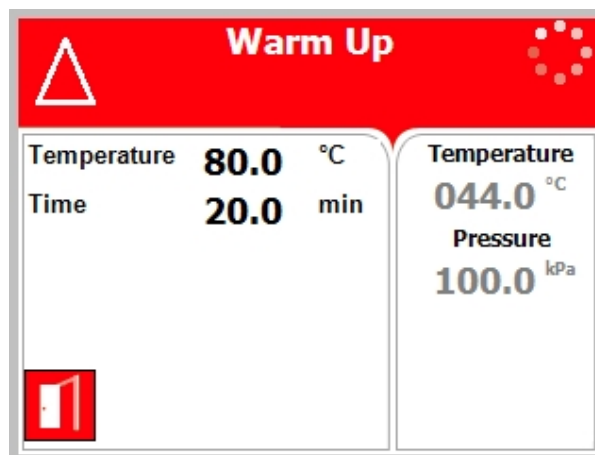 Warm Up
Temperature 80.0 °C
Time 20.0 min
Temperature
044.0 °C
Pressure
100.0 kPa